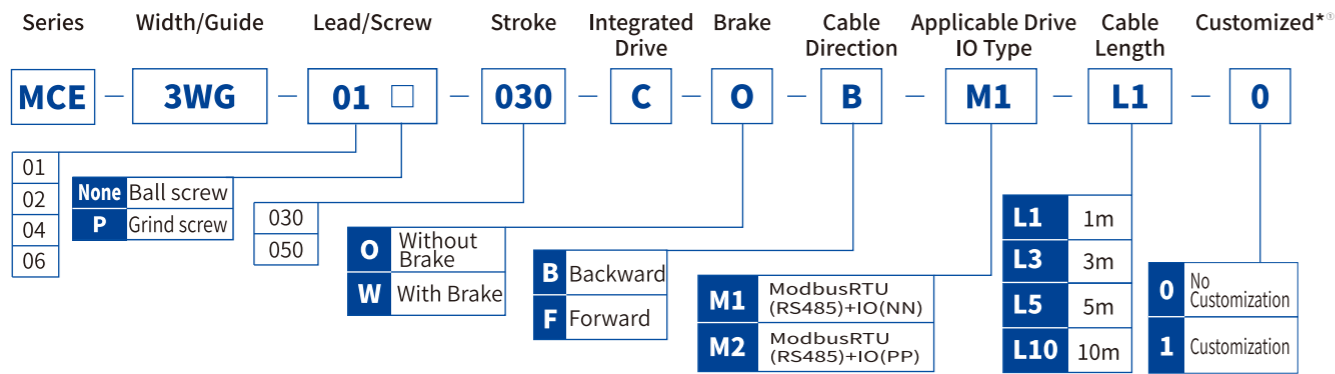 Series Width/Guide Lead/Screw Stroke Integrated Drive Brake Cable Direction Applicable Drive IO Type Cable Length Customized*①
MCE — 3WG — 01 □ — 030 — C — O — B — M1 — L1 — 0
01
02
04
06
None Ball screw
P Grind screw
030
050
O Without Brake
W With Brake
B Backward
F Forward
M1 ModbusRTU
(RS485)+IO(NN)
M2 ModbusRTU
(RS485)+IO(PP)
L1 1m
L3 3m
L5 5m
L10 10m
0 No Customization
1 Customization